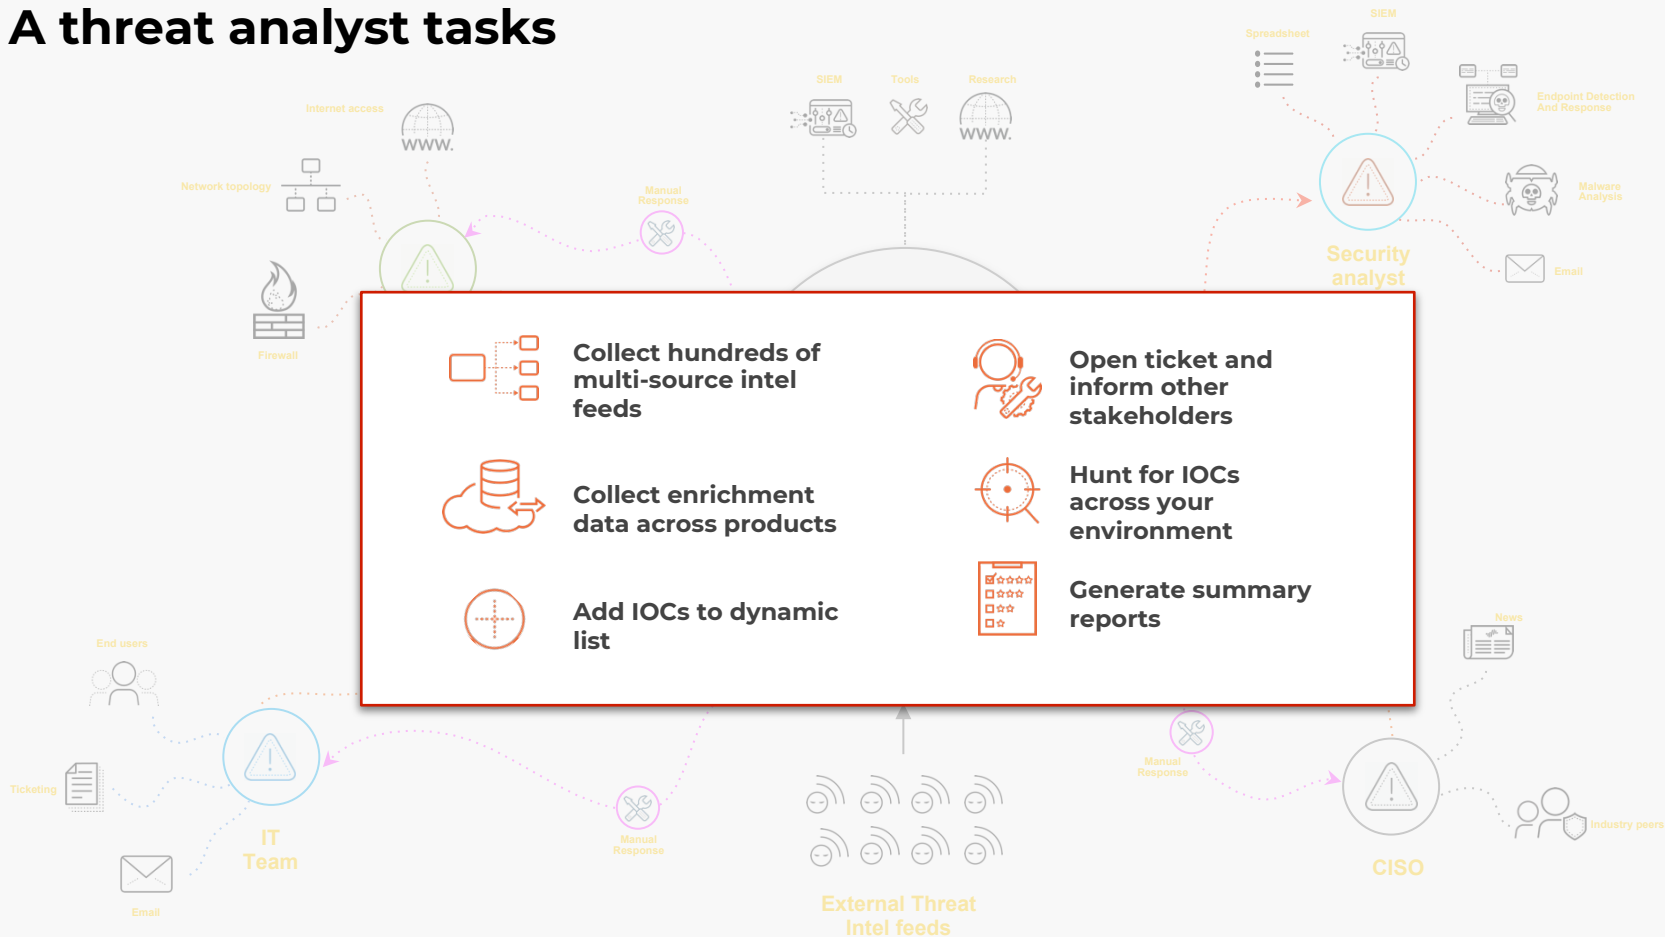 A threat analyst tasks
SIEM
Spreadsheet
Endpoint Detection
And Response
Malware
Analysis
Email
Security
analyst
SIEM
Tools
Research
WWW.
Internet access
WWW.
Network topology
Firewall
Manual
Response
Collect hundreds of
multi-source intel
feeds
Collect enrichment
data across products
Add IOCs to dynamic
list
Open ticket and
inform other
stakeholders
Hunt for IOCs
across your
environment
Generate summary
reports
End users
Ticketing
Email
IT
Team
Manual
Response
External Threat
Intel feeds
Manual
Response
News
Industry peers
CISO